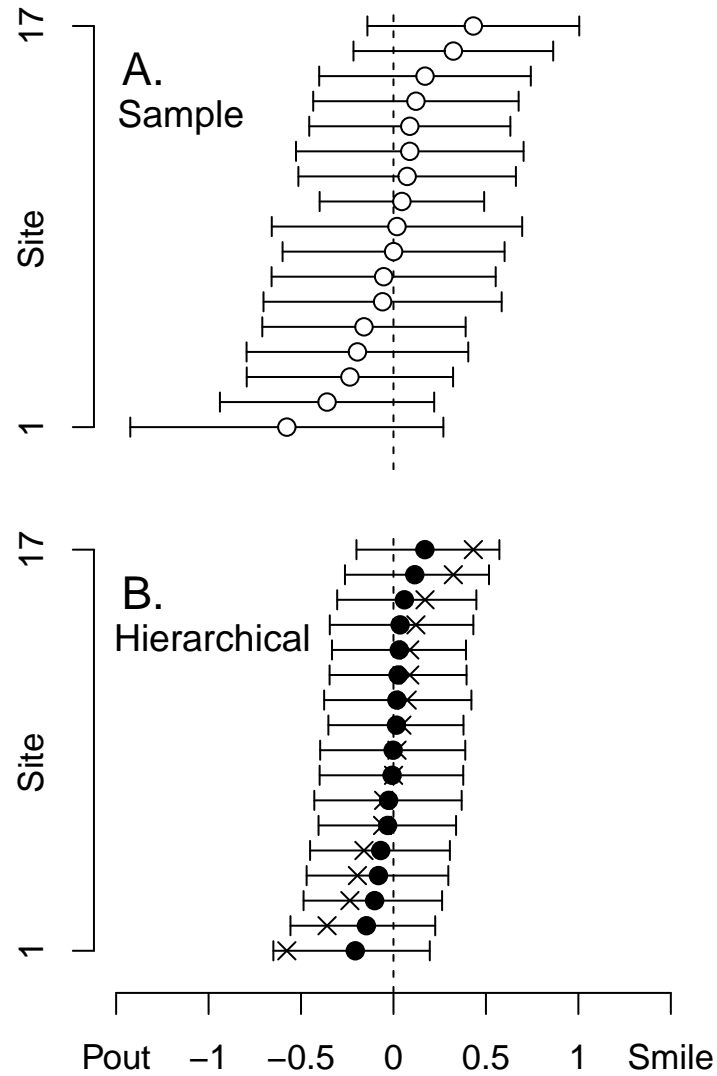 17
A.
Sample
Site
1
17
B.
Hierarchical
Site
1
Pout −1 −0.5 0 0.5 1 Smile